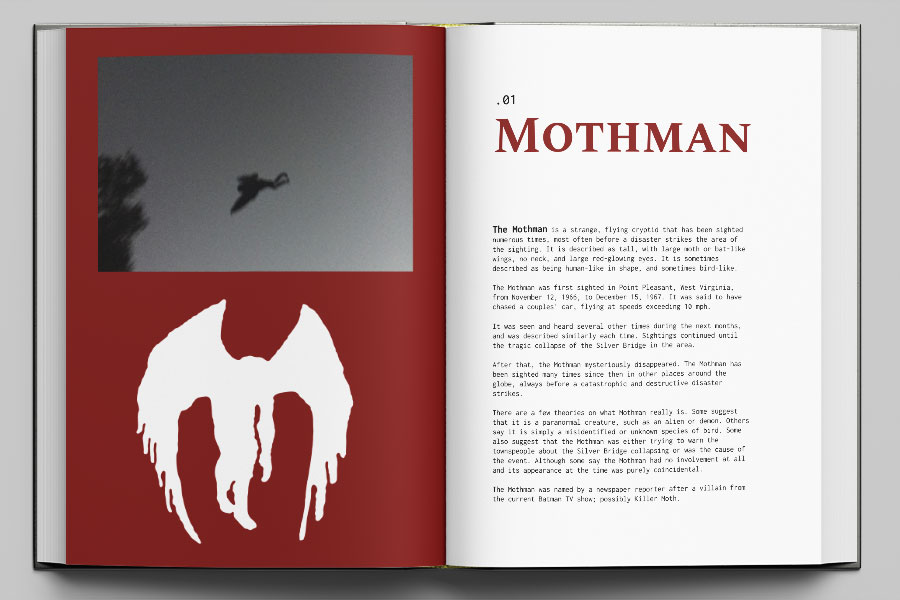 .01
MOTHMAN
The Mothman is a strange, flying cryptid that has been sighted
numerous times, most often before a disaster strikes the area of
the sighting. It is described as tall, with large moth or bat-like
wings, no neck, and large red-glowing eyes. It is sometimes
described as being human-like in shape, and sometimes bird-like.
The Mothman was first sighted in Point Pleasant, West Virginia,
from November 12, 1966, to December 15, 1967. It was said to have
chased a couples' car, flying at speeds exceeding 10 mph.
It was seen and heard several other times during the next months,
and was described similarly each time. Sightings continued until
the tragic collapse of the Silver Bridge in the area.
After that, the Mothman mysteriously disappeared. The Mothman has
been sighted many times since then in other places around the
globe, always before a catastrophic and destructive disaster
strikes.
There are a few theories on what Mothman really is. Some suggest
that it is a paranormal creature, such as an alien or demon. Others
say it is simply a misidentified or unknown species of bird. Some
also suggest that the Mothman was either trying to warn the
townspeople about the Silver Bridge collapsing or was the cause of
the event. Although some say the Mothman had no involvement at all
and its appearance at the time was purely coincidental.
The Mothman was named by a newspaper reporter after a villain from
the current Batman TV show; possibly Killer Moth.